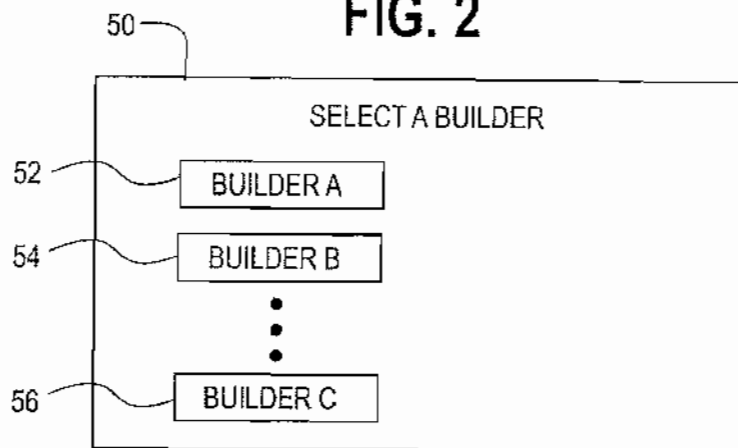 FIG. 2
50
SELECT A BUILDER
52 BUILDER A
54 BUILDER B
56 BUILDER C